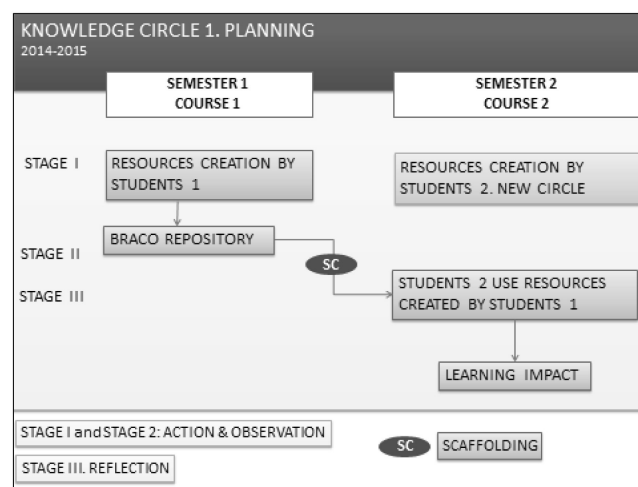 KNOWLEDGE CIRCLE 1. PLANNING
2014-2015
SEMESTER 1
COURSE 1
SEMESTER 2
COURSE 2
STAGE I
RESOURCES CREATION BY
STUDENTS 1
RESOURCES CREATION BY
STUDENTS 2. NEW CIRCLE
BRACO REPOSITORY
STAGE II
SC
STAGE III
STUDENTS 2 USE RESOURCES
CREATED BY STUDENTS 1
LEARNING IMPACT
STAGE I and STAGE 2: ACTION & OBSERVATION
SC
SCAFFOLDING
STAGE III. REFLECTION